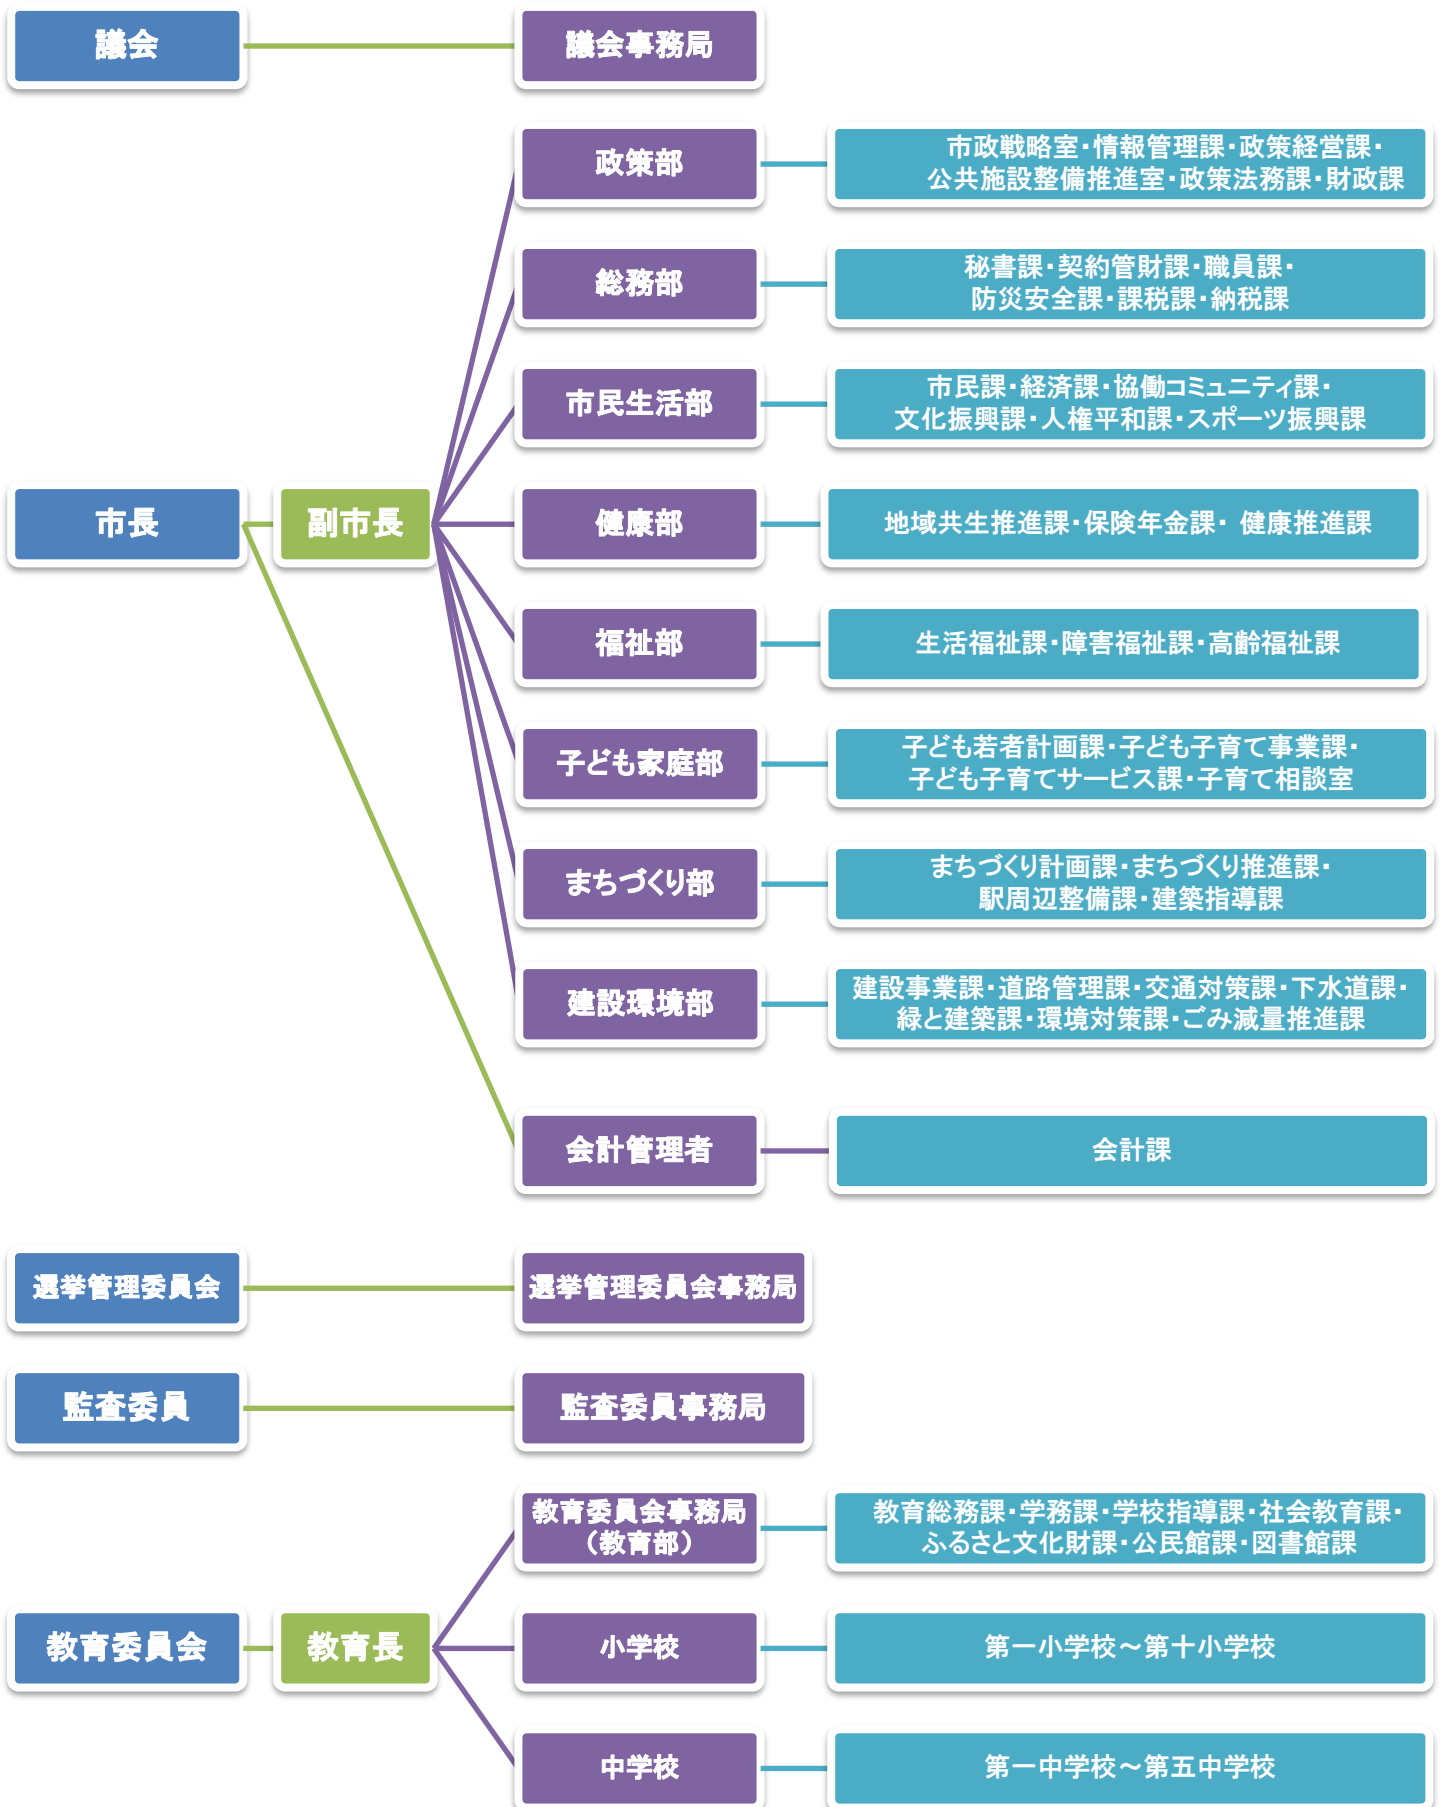 議会
議会事務局
政策部
市政戦略室・情報管理課・政策経営課・
公共施設整備推進室・政策法務課・財政課
総務部
秘書課・契約管財課・職員課・
防災安全課・課税課・納税課
市民生活部
市民課・経済課・協働コミュニティ課・
文化振興課・人権平和課・スポーツ振興課
市長
副市長
健康部
地域共生推進課・保険年金課・ 健康推進課
福祉部
生活福祉課・障害福祉課・高齢福祉課
子ども家庭部
子ども若者計画課・子ども子育て事業課・
子ども子育てサービス課・子育て相談室
まちづくり部
まちづくり計画課・まちづくり推進課・
駅周辺整備課・建築指導課
建設環境部
建設事業課・道路管理課・交通対策課・下水道課・
緑と建築課・環境対策課・ごみ減量推進課
会計管理者
会計課
選挙管理委員会
選挙管理委員会事務局
監査委員
監査委員事務局
教育委員会事務局
（教育部）
教育総務課・学務課・学校指導課・社会教育課・
ふるさと文化財課・公民館課・図書館課
教育委員会
教育長
小学校
第一小学校～第十小学校
中学校
第一中学校～第五中学校